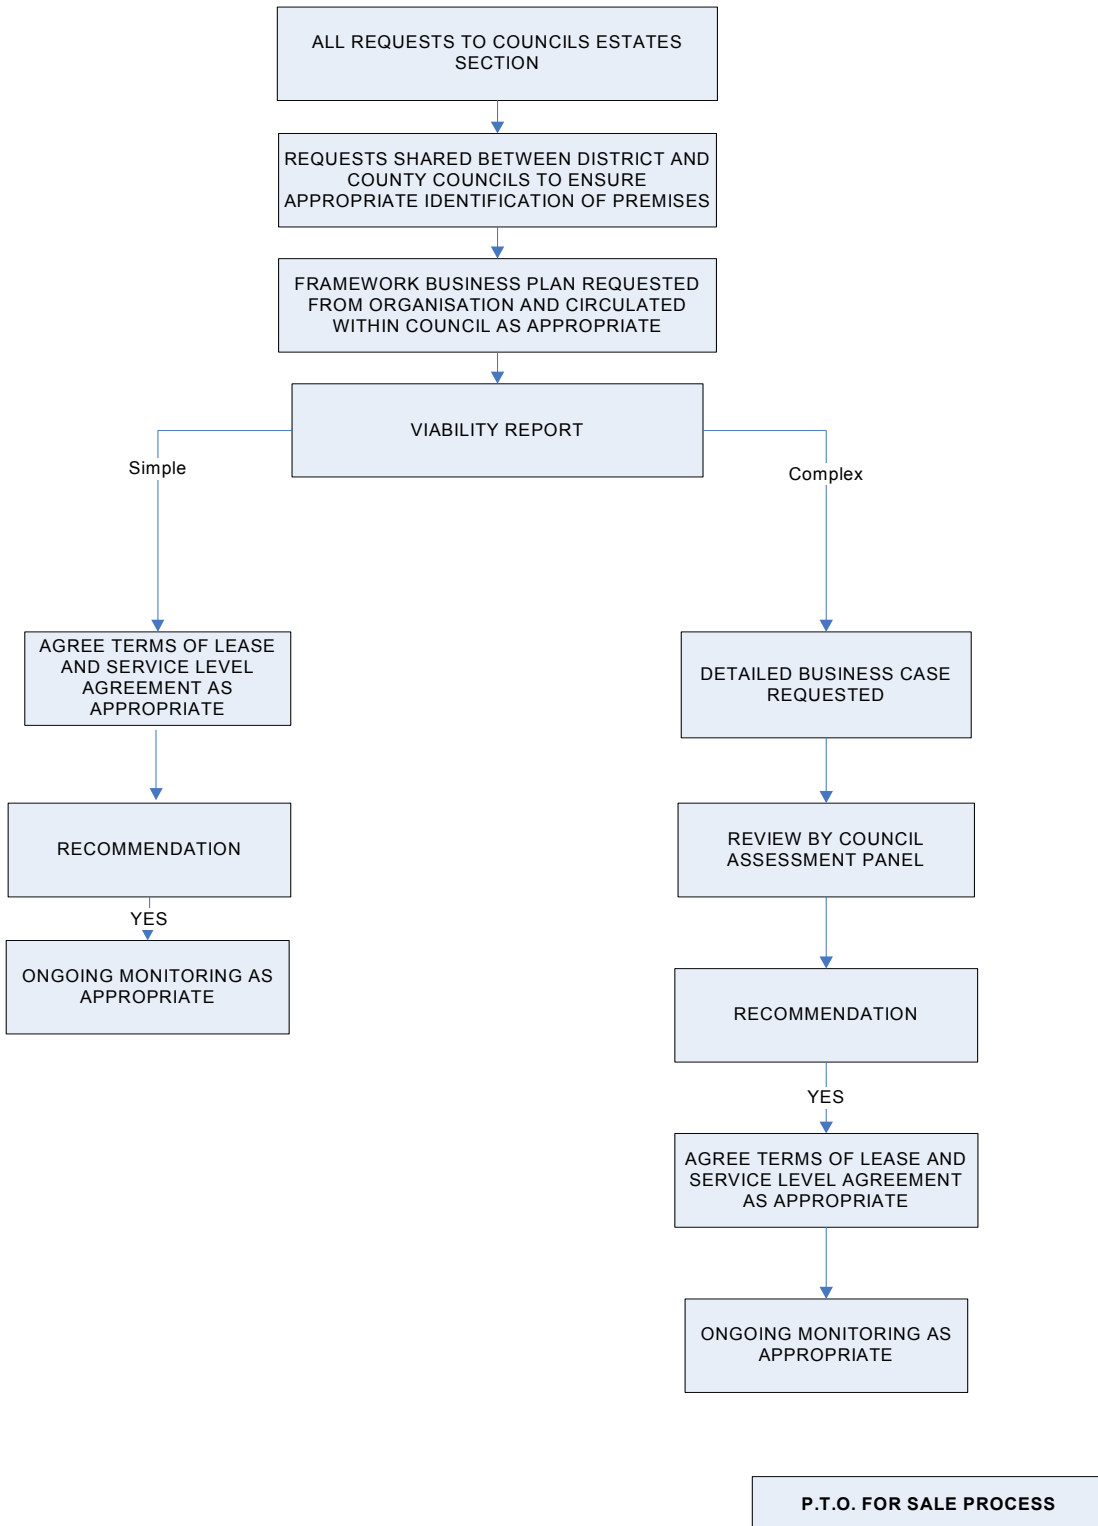 ALL REQUESTS TO COUNCILS ESTATES
SECTION
REQUESTS SHARED BETWEEN DISTRICT AND
COUNTY COUNCILS TO ENSURE
APPROPRIATE IDENTIFICATION OF PREMISES
FRAMEWORK BUSINESS PLAN REQUESTED
FROM ORGANISATION AND CIRCULATED
WITHIN COUNCIL AS APPROPRIATE
VIABILITY REPORT
Simple
Complex
AGREE TERMS OF LEASE
AND SERVICE LEVEL
AGREEMENT AS
APPROPRIATE
RECOMMENDATION
YES
ONGOING MONITORING AS
APPROPRIATE
DETAILED BUSINESS CASE
REQUESTED
REVIEW BY COUNCIL
ASSESSMENT PANEL
RECOMMENDATION
YES
AGREE TERMS OF LEASE AND
SERVICE LEVEL AGREEMENT
AS APPROPRIATE
ONGOING MONITORING AS
APPROPRIATE
P.T.O. FOR SALE PROCESS